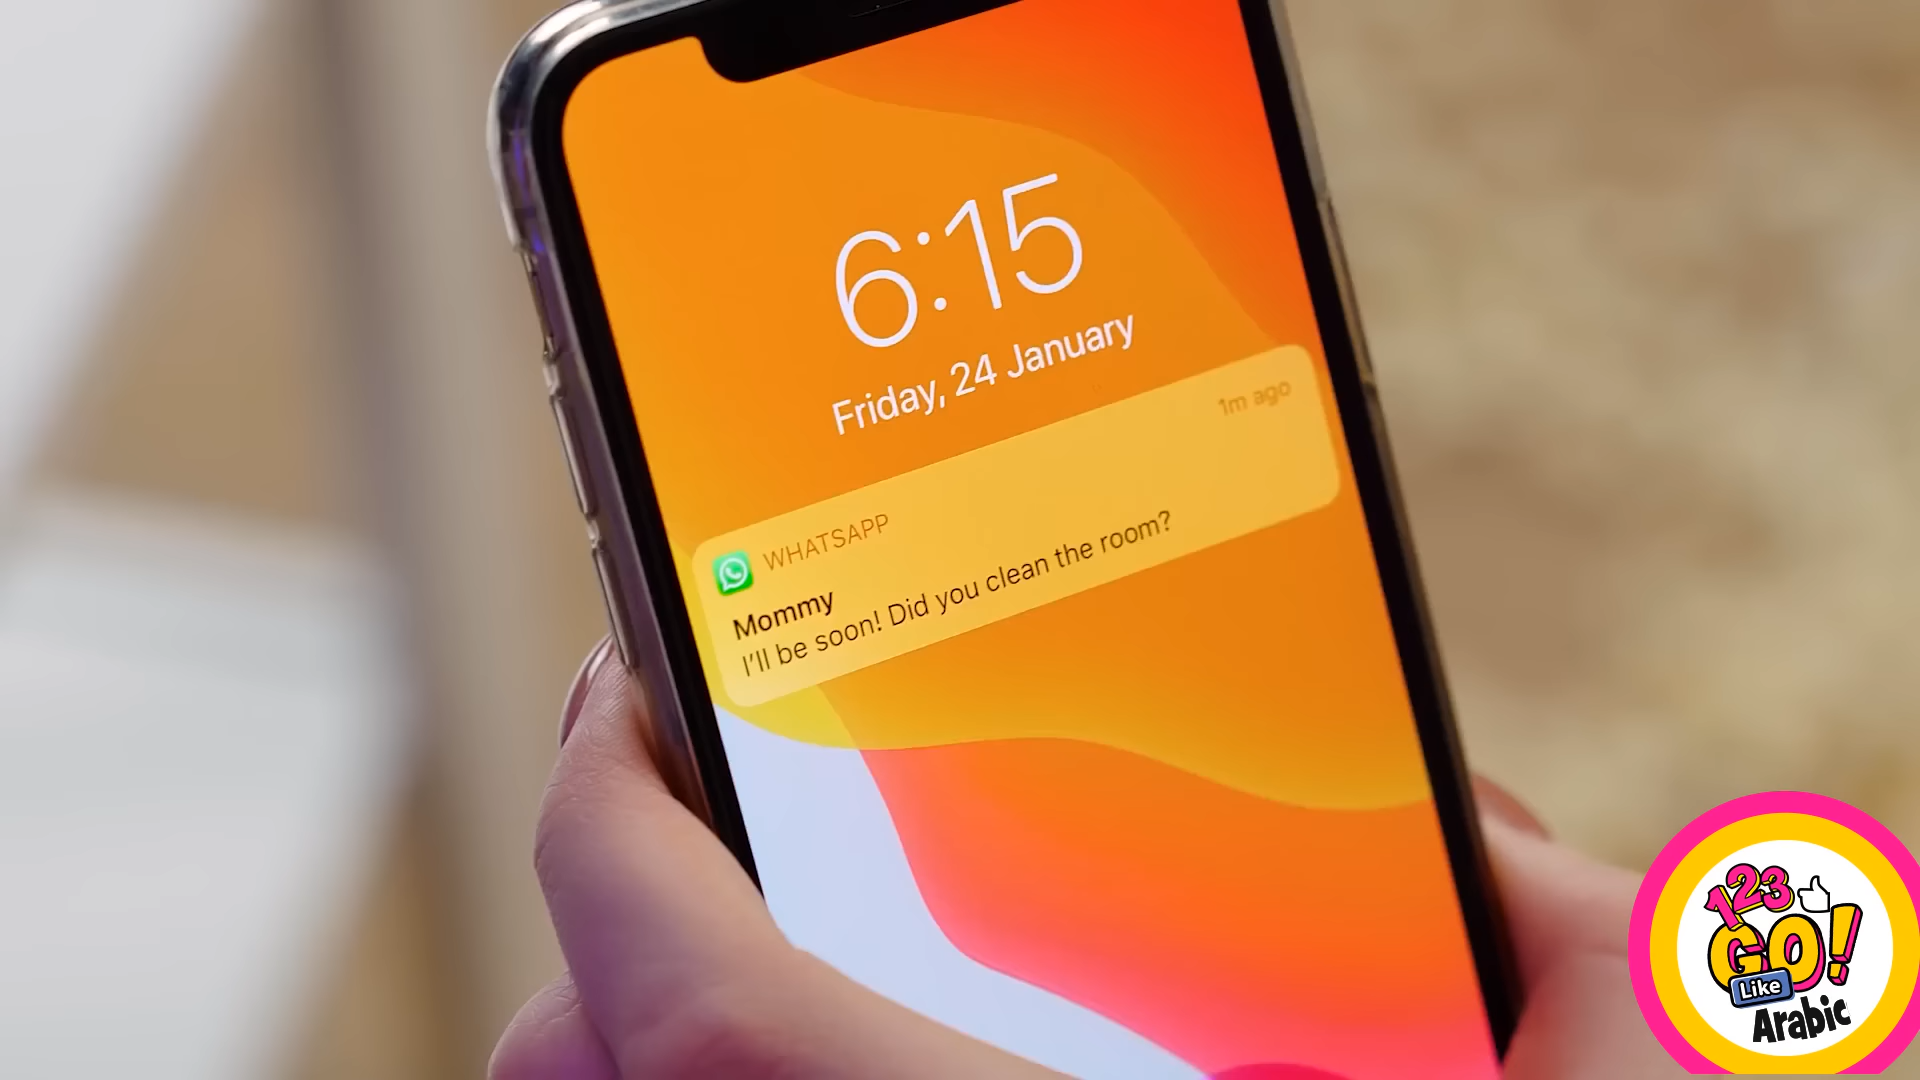 6:15
Friday, 24 January
1m ago
WHATSAPP
Mommy
I'll be soon! Did you clean the room?
123
GO!
Like
Arabic